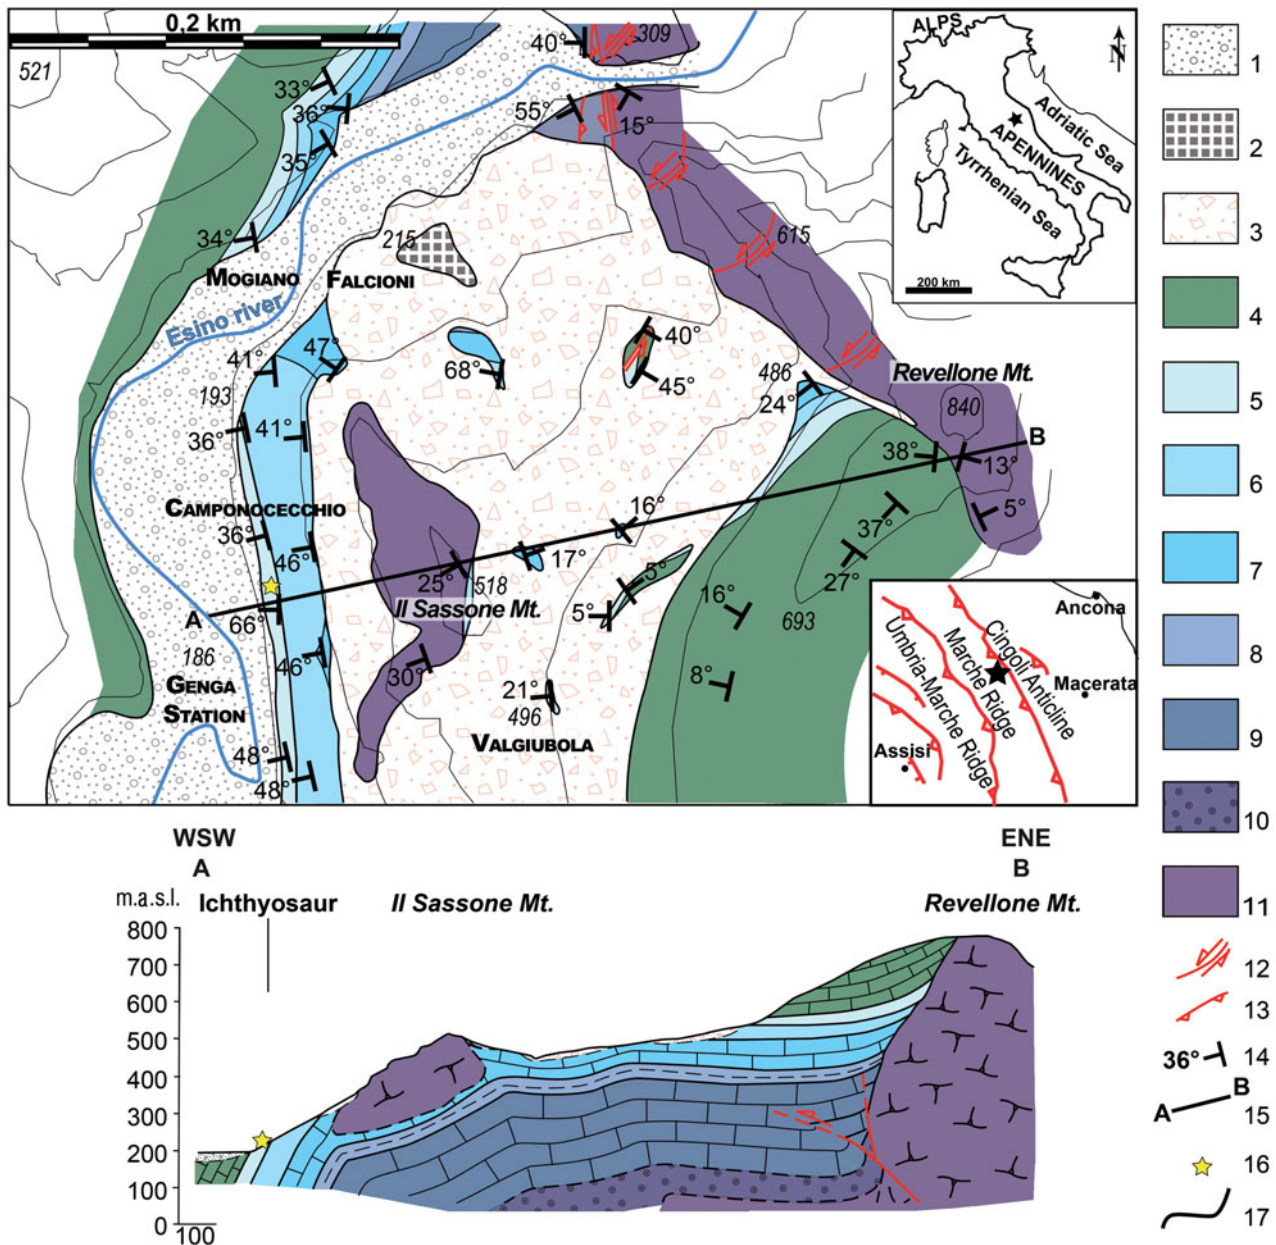 0,2 km
521
33°
36°
35°
34°
40°
309
55°
15°
615
ALPS
N
Adriatic Sea
APENNINES
Tyrrhenian Sea
200 km
215
MOGIANO
FALCIONI
Esino river
41°
47°
193
68°
40°
45°
486
24°
Revellone Mt.
840
36°
41°
38°
B
13°
CAMPONOCECCHIO
16°
37°
5°
36°
46°
25°
518
17°
5°
27°
A
66°
Il Sassone Mt.
5°
16°
693
186
46°
30°
8°
GENGA
STATION
21°
496
VALGIUBOLA
48°
48°
Ancona
Cingoli Anticline
Marche Ridge
Umbria-Marche Ridge
Macerata
Assisi
WSW
A
ENE
B
m.a.s.l.
Ichthyosaur
Il Sassone Mt.
Revellone Mt.
800
700
600
500
400
300
200
100
0
100
1
2
3
4
5
6
7
8
9
10
11
12
13
36° 14
A B 15
16
17